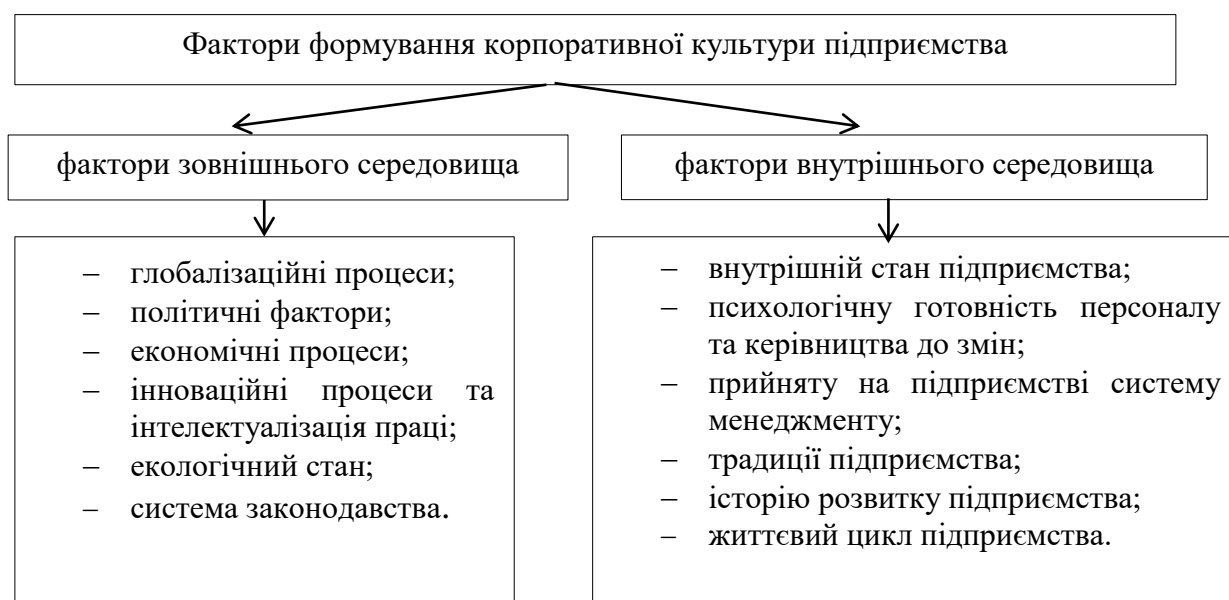 Фактори формування корпоративної культури підприємства
фактори зовнішнього середовища
фактори внутрішнього середовища
– глобалізаційні процеси;
– політичні фактори;
– економічні процеси;
– інноваційні процеси та
інтелектуалізація праці;
– екологічний стан;
– система законодавства.
– внутрішній стан підприємства;
– психологічну готовність персоналу
та керівництва до змін;
– прийняту на підприємстві систему
менеджменту;
– традиції підприємства;
– історію розвитку підприємства;
– життєвий цикл підприємства.